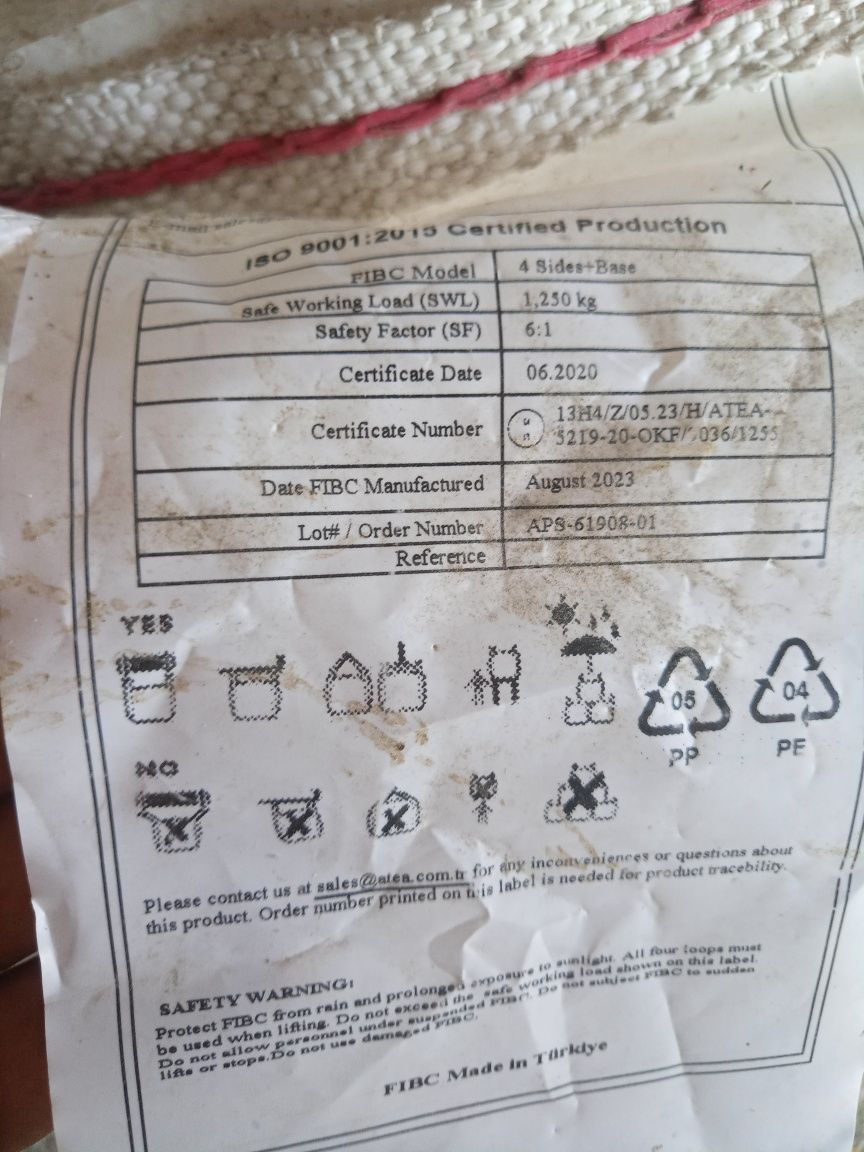 ISO 9001:2015 Certified Production
FIBC Model 4 Sides+Base
Safe Working Load (SWL) 1,250 kg
Safety Factor (SF) 6:1
Certificate Date 06.2020
Certificate Number 13H4/Z/05.23/H/ATEA-
Date FIBC Manufactured August 2023
Lot# / Order Number APS-61908-01
Reference
YES
05
PP
04
PE
NO
Please contact us at sales@atea.com.tr for any inconveniences or questions about
this product. Order number printed on this label is needed for product tracebility.
SAFETY WARNING:
Protect FIBC from rain and prolonged exposure to sunlight. All four loops must
be used when lifting. Do not exceed the safe working load shown on this label.
Do not allow personnel under suspended FIBC. Do not subject FIBC to sudden
lifts or stops.Do not use damaged FIBC.
FIBC Made in Türkiye